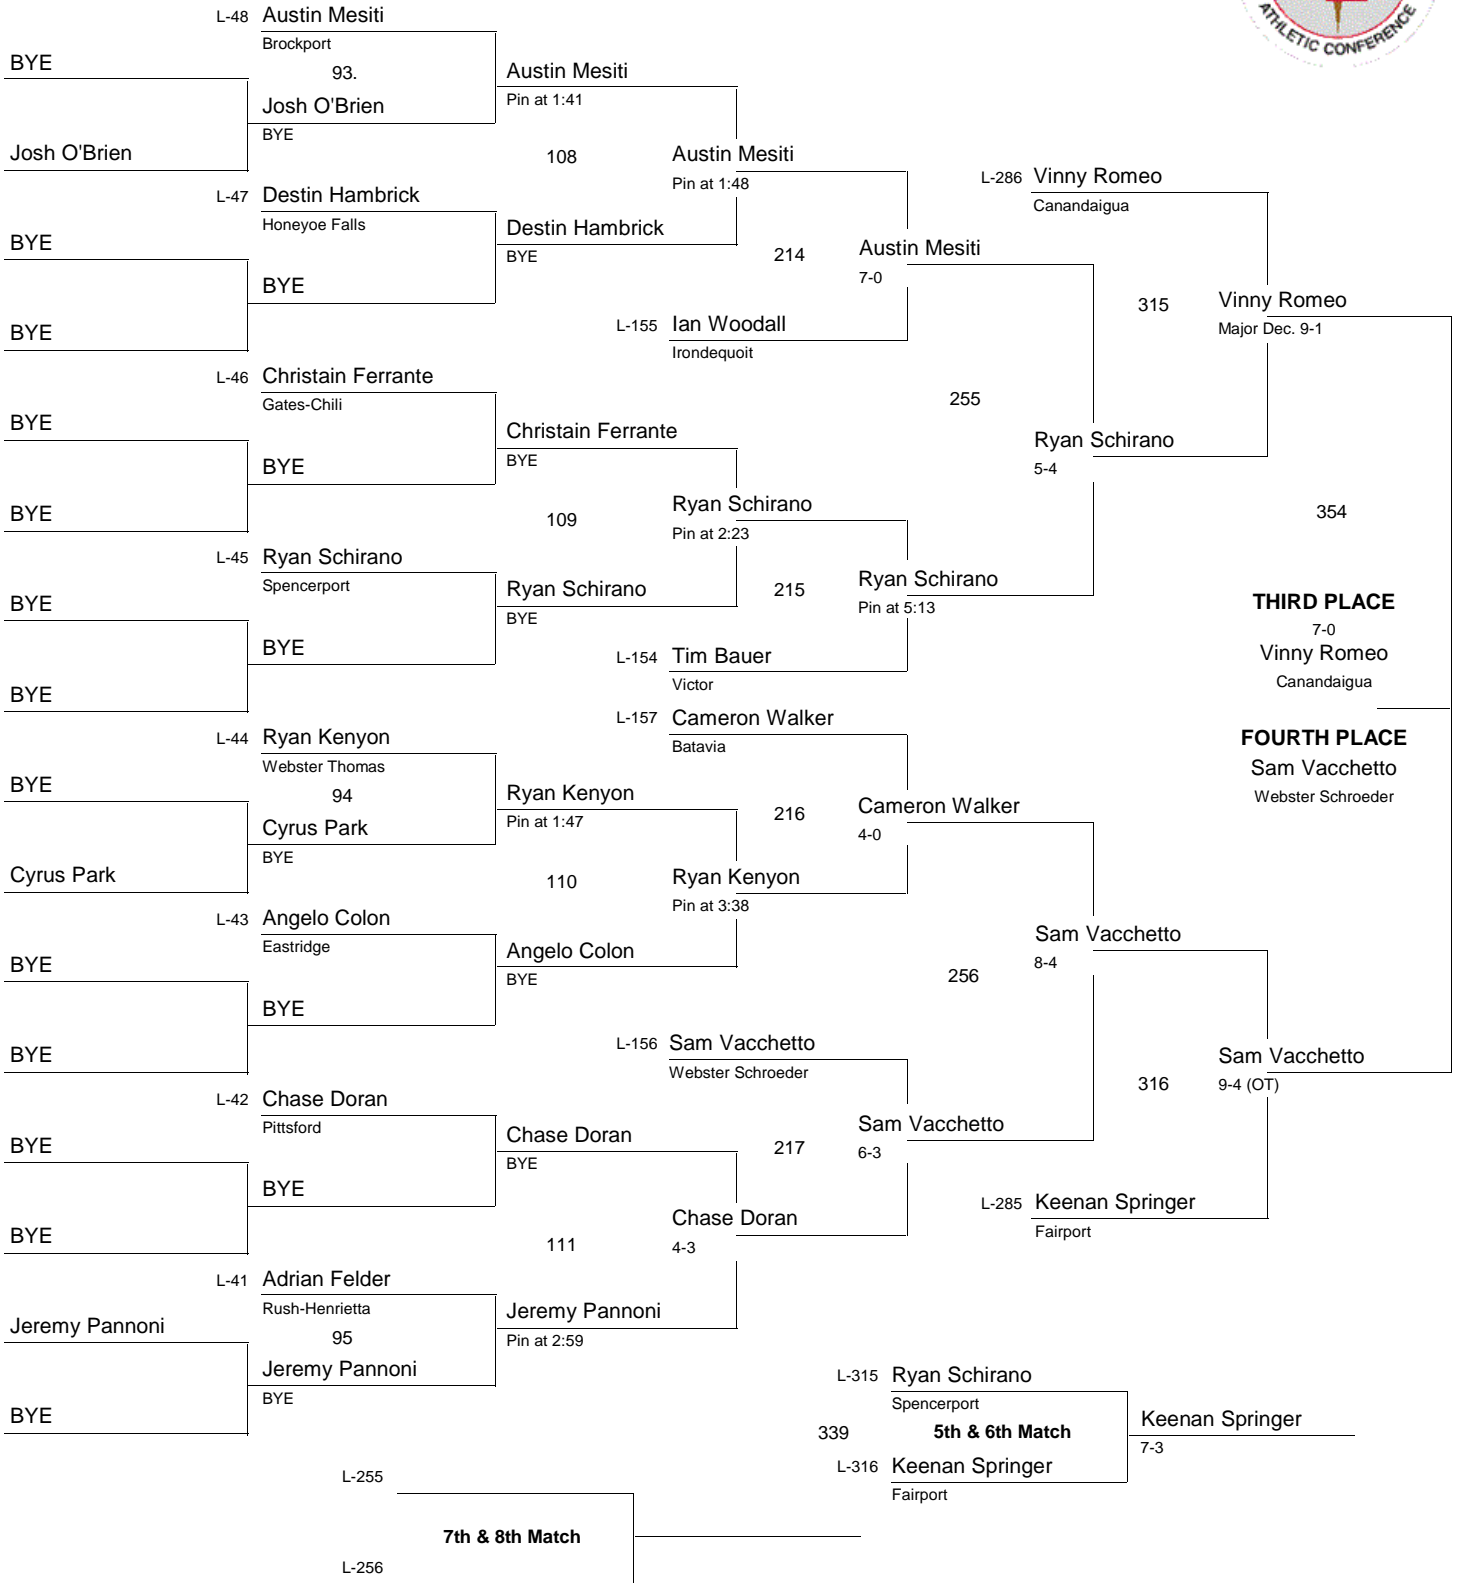 L-48 Austin Mesiti
Brockport
BYE
93.
Josh O'Brien
BYE
Josh O'Brien
Austin Mesiti
Pin at 1:41
108
L-47 Destin Hambrick
Honeyoe Falls
BYE
BYE
BYE
Destin Hambrick
BYE
Austin Mesiti
Pin at 1:48
214
L-155 Ian Woodall
Irondequoit
Austin Mesiti
7-0
L-46 Christain Ferrante
Gates-Chili
BYE
BYE
BYE
Christain Ferrante
BYE
109
L-45 Ryan Schirano
Spencerport
BYE
BYE
BYE
Ryan Schirano
BYE
Ryan Schirano
Pin at 2:23
215
L-154 Tim Bauer
Victor
Ryan Schirano
Pin at 5:13
255
Ryan Schirano
5-4
L-286 Vinny Romeo
Canandaigua
315
Vinny Romeo
Major Dec. 9-1
354
ATHLETIC CONFERENCE
THIRD PLACE
7-0
Vinny Romeo
Canandaigua
FOURTH PLACE
Sam Vacchetto
Webster Schroeder
L-44 Ryan Kenyon
Webster Thomas
BYE
94
Cyrus Park
BYE
Cyrus Park
Ryan Kenyon
Pin at 1:47
110
L-43 Angelo Colon
Eastridge
BYE
BYE
BYE
Angelo Colon
BYE
L-157 Cameron Walker
Batavia
216
Ryan Kenyon
Pin at 3:38
Cameron Walker
4-0
256
L-42 Chase Doran
Pittsford
BYE
BYE
BYE
Chase Doran
BYE
111
L-41 Adrian Felder
Rush-Henrietta
Jeremy Pannoni
95
Jeremy Pannoni
BYE
BYE
Jeremy Pannoni
Pin at 2:59
L-156 Sam Vacchetto
Webster Schroeder
217
Chase Doran
4-3
Sam Vacchetto
6-3
Sam Vacchetto
8-4
316
L-285 Keenan Springer
Fairport
Sam Vacchetto
9-4 (OT)
L-315 Ryan Schirano
Spencerport
339 5th & 6th Match
L-316 Keenan Springer
Fairport
Keenan Springer
7-3
L-255
7th & 8th Match
L-256